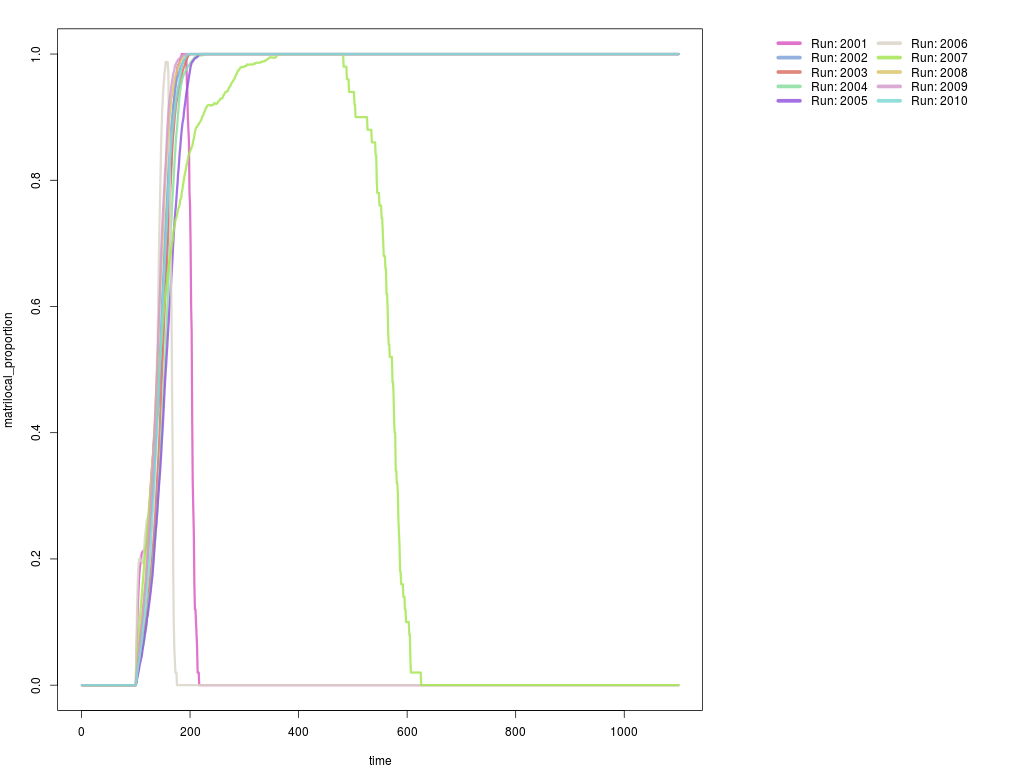 Run: 2001 Run: 2006
Run: 2002 Run: 2007
Run: 2003 Run: 2008
Run: 2004 Run: 2009
Run: 2005 Run: 2010
1.0
0.8
0.6
0.4
0.2
0.0
matrilocal_proportion
0 200 400 600 800 1000
time